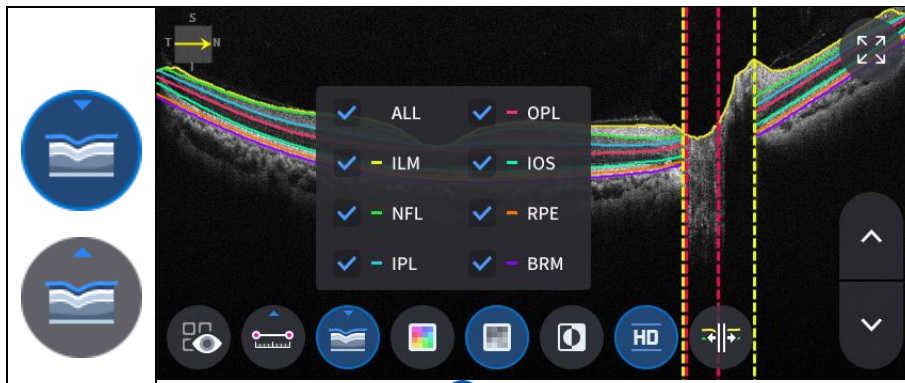 S
T N
I
ALL OPL
ILM IOS
NFL RPE
IPL BRM
HD